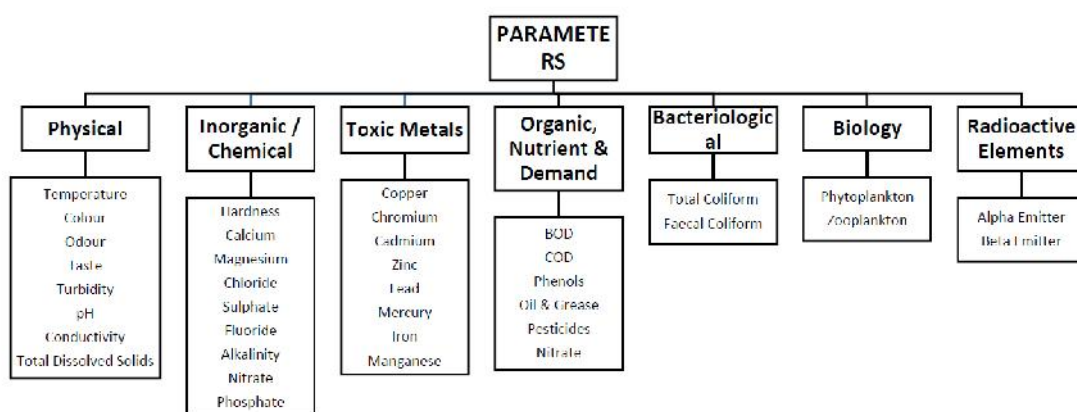 PARAMETE
RS
Physical
Temperature
Colour
Odour
Taste
Turbidity
pH
Conductivity
Total Dissolved Solids
Inorganic /
Chemical
Hardness
Calcium
Magnesium
Chloride
Sulphate
Fluoride
Alkalinity
Nitrate
Phosphate
Toxic Metals
Copper
Chromium
Cadmium
Zinc
Lead
Mercury
Iron
Manganese
Organic,
Nutrient &
Demand
BOD
COD
Phenols
Oil & Grease
Pesticides
Nitrate
Bacteriologic
al
Total Coliform
Faecal Coliform
Biology
Phytoplankton
Zooplankton
Radioactive
Elements
Alpha Emitter
Beta Emitter